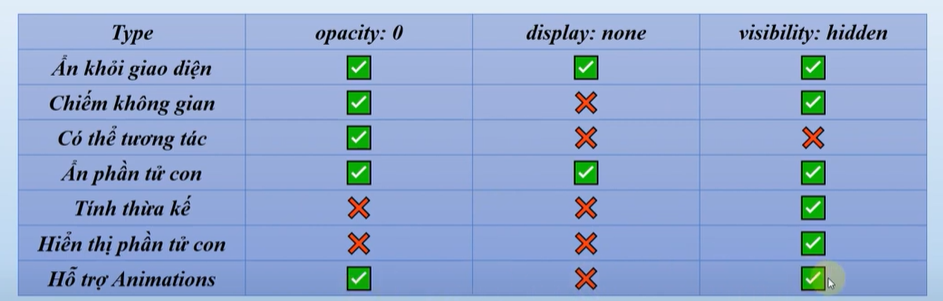 Type opacity: 0 display: none visibility: hidden
Ẩn khỏi giao diện
Chiếm không gian
Có thể tương tác
Ẩn phần tử con
Tính thừa kế
Hiển thị phần tử con
Hỗ trợ Animations